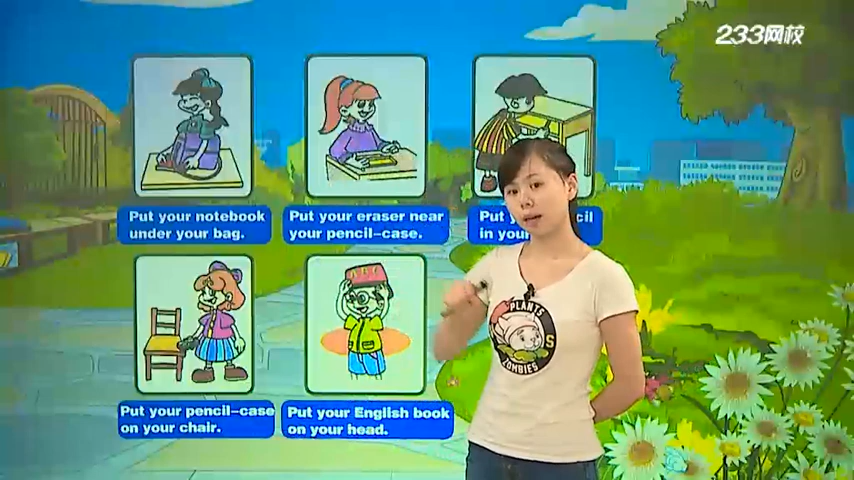 233网校
Put your notebook
under your bag.
Put your eraser near
your pencil-case.
Put
in
Put your pencil-case
on your chair.
Put your English book
on your head.
PLANTS
VS
ZOMBIES